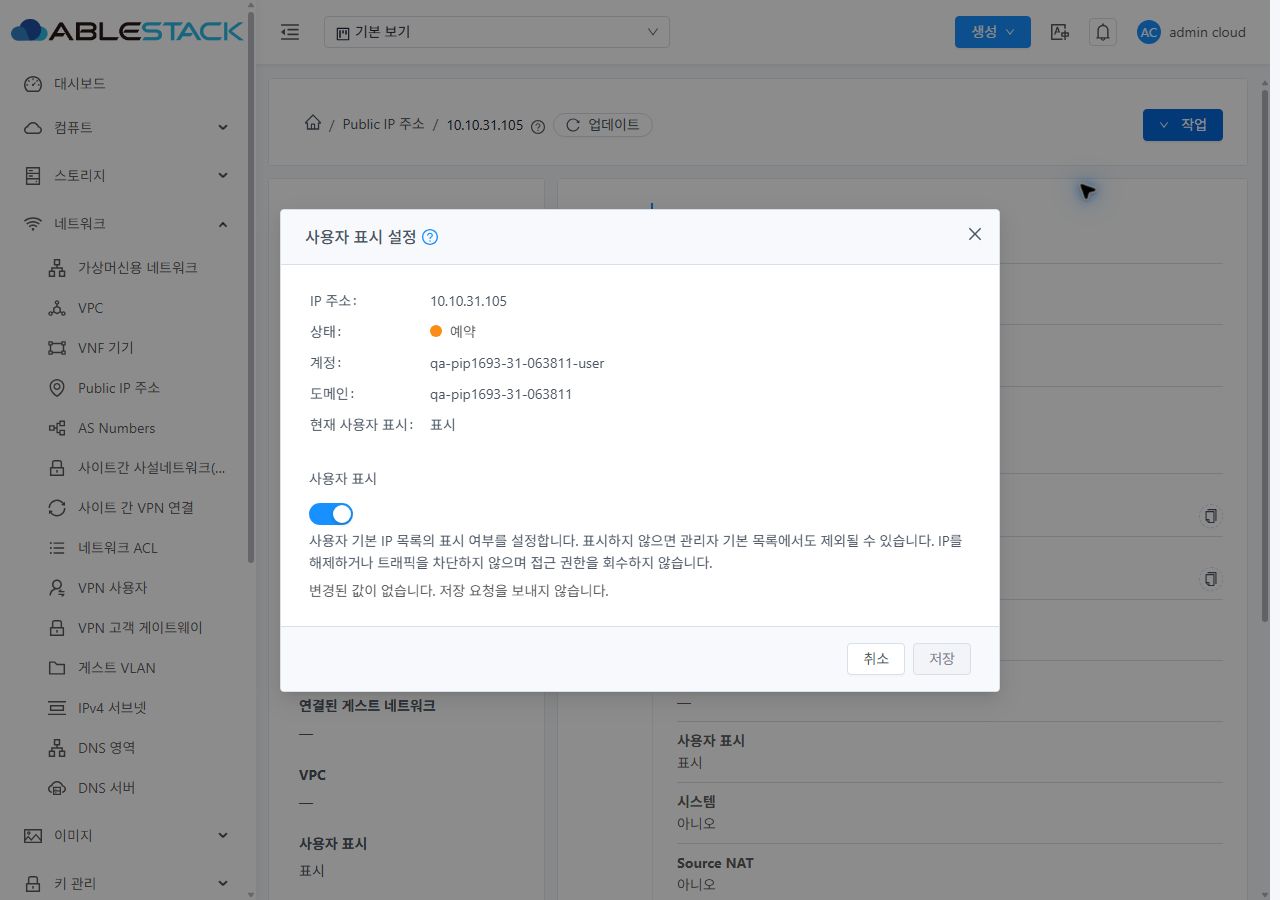 ABLESTACK
기본 보기
생성
AC
admin cloud
대시보드
컴퓨트
스토리지
네트워크
가상머신용 네트워크
VPC
VNF 기기
Public IP 주소
AS Numbers
사이트간 사설네트워크(...
사이트 간 VPN 연결
네트워크 ACL
VPN 사용자
VPN 고객 게이트웨이
게스트 VLAN
IPv4 서브넷
DNS 영역
DNS 서버
이미지
키 관리
/ Public IP 주소 / 10.10.31.105
업데이트
작업
사용자 표시 설정
IP 주소: 10.10.31.105
상태: 예약
계정: qa-pip1693-31-063811-user
도메인: qa-pip1693-31-063811
현재 사용자 표시: 표시
사용자 표시
사용자 기본 IP 목록의 표시 여부를 설정합니다. 표시하지 않으면 관리자 기본 목록에서도 제외될 수 있습니다. IP를
해제하거나 트래픽을 차단하지 않으며 접근 권한을 회수하지 않습니다.
변경된 값이 없습니다. 저장 요청을 보내지 않습니다.
취소
저장
연결된 게스트 네트워크
—
VPC
—
사용자 표시
표시
—
사용자 표시
표시
시스템
아니오
Source NAT
아니오